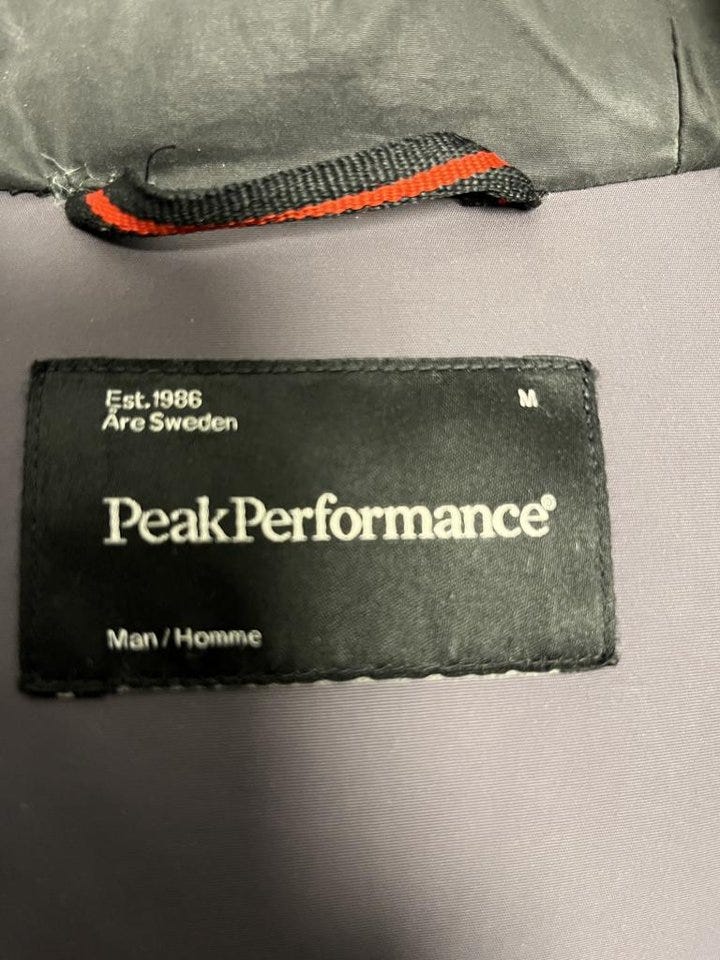 Est.1986
M
Åre Sweden
PeakPerformance®
Man / Homme